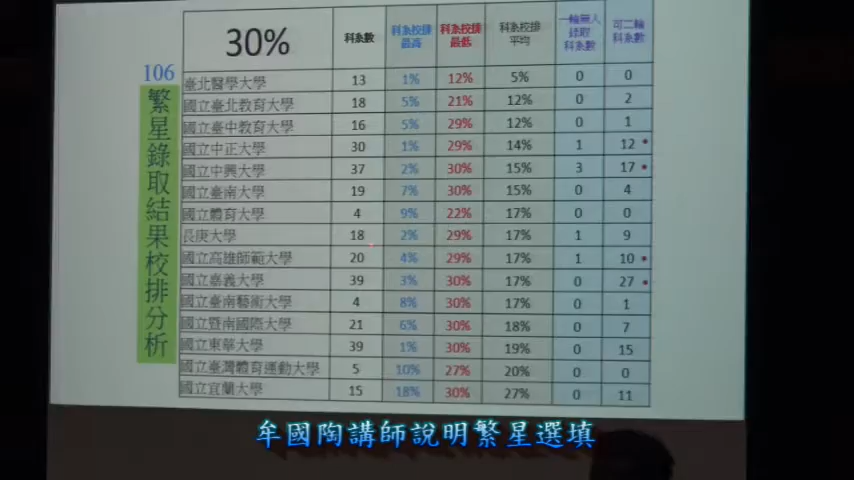 30% 科系數 科系校排最高 科系校排最低 科系校排平均 一輪無人錄取科系數 可二輪科系數
106
繁星錄取結果校排分析
臺北醫學大學 13 1% 12% 5% 0 0
國立臺北教育大學 18 5% 21% 12% 0 2
國立臺中教育大學 16 5% 29% 12% 0 1
國立中正大學 30 1% 29% 14% 1 12
國立中興大學 37 2% 30% 15% 3 17
國立臺南大學 19 7% 30% 15% 0 4
國立體育大學 4 9% 22% 17% 0 0
長庚大學 18 2% 29% 17% 1 9
國立高雄師範大學 20 4% 29% 17% 1 10
國立嘉義大學 39 3% 30% 17% 0 27
國立臺南藝術大學 4 8% 30% 17% 0 1
國立暨南國際大學 21 6% 30% 18% 0 7
國立東華大學 39 1% 30% 19% 0 15
國立臺灣體育運動大學 5 10% 27% 20% 0 0
國立宜蘭大學 15 18% 30% 27% 0 11
牟國陶講師說明繁星選填